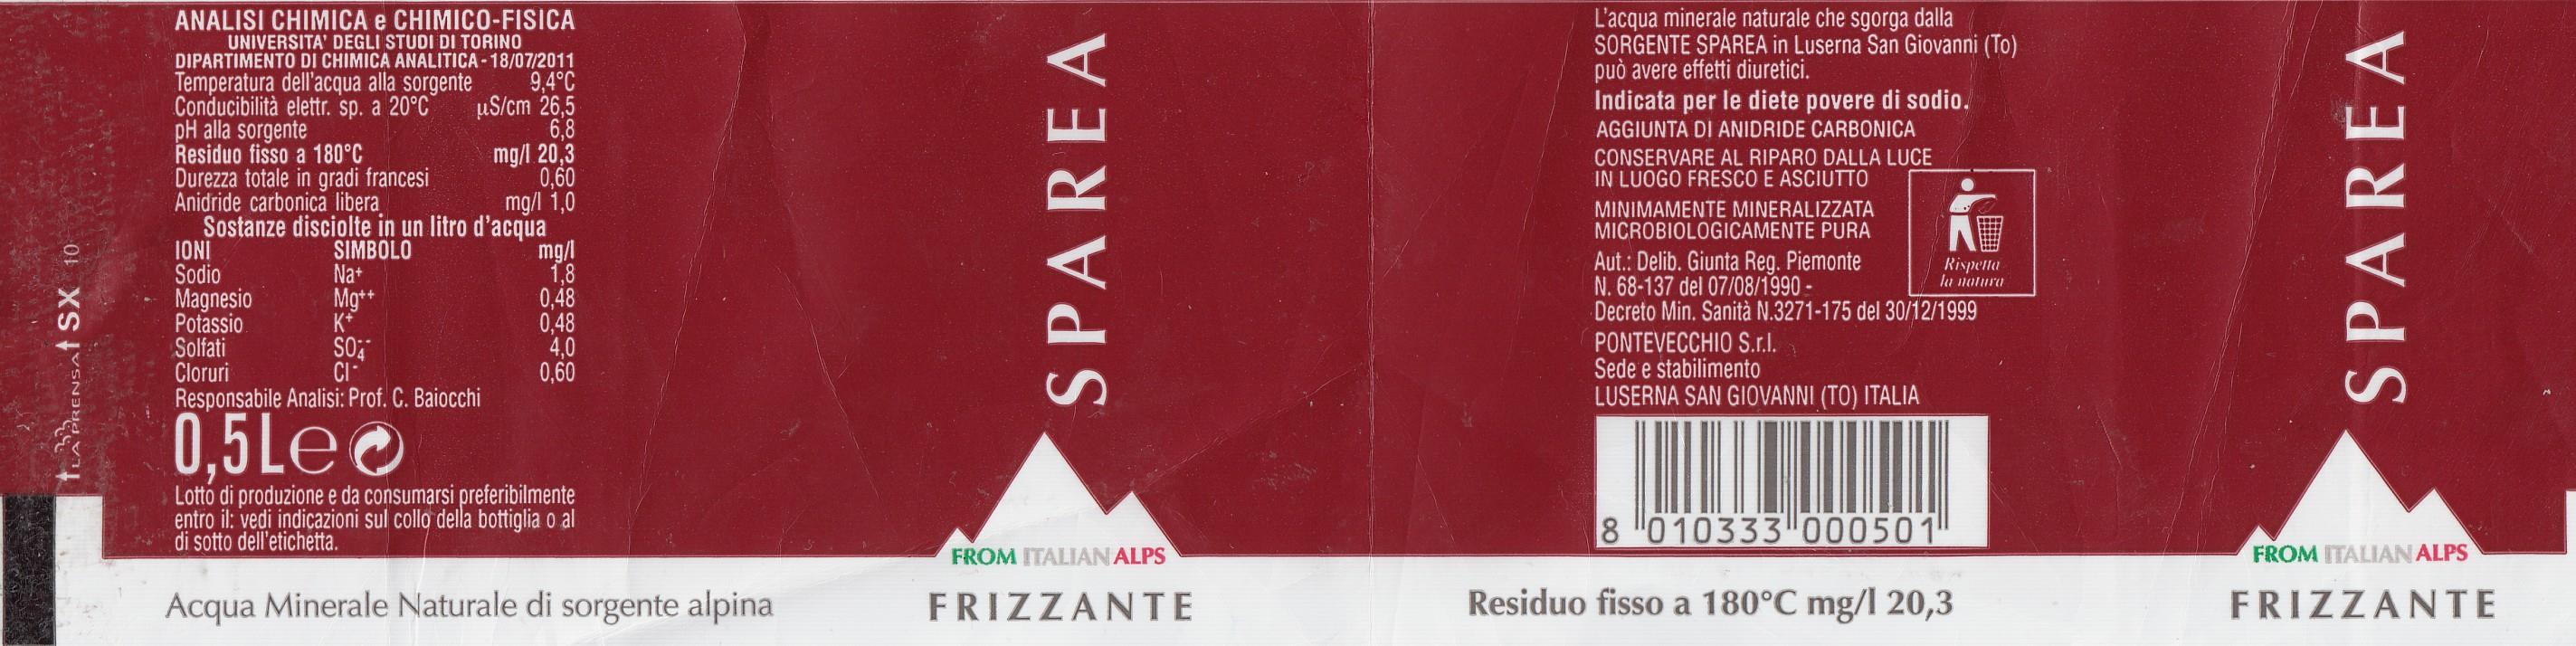 LA PRENSA SX 10
ANALISI CHIMICA e CHIMICO-FISICA
UNIVERSITA' DEGLI STUDI DI TORINO
DIPARTIMENTO DI CHIMICA ANALITICA - 18/07/2011
Temperatura dell'acqua alla sorgente 9,4°C
Conducibilità elettr. sp. a 20°C µS/cm 26,5
pH alla sorgente 6,8
Residuo fisso a 180°C mg/l 20,3
Durezza totale in gradi francesi 0,60
Anidride carbonica libera mg/l 1,0
Sostanze disciolte in un litro d'acqua
IONI SIMBOLO mg/l
Sodio Na+ 1,8
Magnesio Mg++ 0,48
Potassio K+ 0,48
Solfati SO4-- 4,0
Cloruri Cl- 0,60
Responsabile Analisi: Prof. C. Baiocchi
0,5 L e
Lotto di produzione e da consumarsi preferibilmente
entro il: vedi indicazioni sul collo della bottiglia o al
di sotto dell'etichetta.
Acqua Minerale Naturale di sorgente alpina
SPAREA
FROM ITALIAN ALPS
FRIZZANTE
L'acqua minerale naturale che sgorga dalla
SORGENTE SPAREA in Luserna San Giovanni (To)
può avere effetti diuretici.
Indicata per le diete povere di sodio.
AGGIUNTA DI ANIDRIDE CARBONICA
CONSERVARE AL RIPARO DALLA LUCE
IN LUOGO FRESCO E ASCIUTTO
MINIMAMENTE MINERALIZZATA
MICROBIOLOGICAMENTE PURA
Aut.: Delib. Giunta Reg. Piemonte
N. 68-137 del 07/08/1990 -
Decreto Min. Sanità N.3271-175 del 30/12/1999
Rispetta
la natura
PONTEVECCHIO S.r.l.
Sede e stabilimento
LUSERNA SAN GIOVANNI (TO) ITALIA
8 010333 000501
Residuo fisso a 180°C mg/l 20,3
SPAREA
FROM ITALIAN ALPS
FRIZZANTE